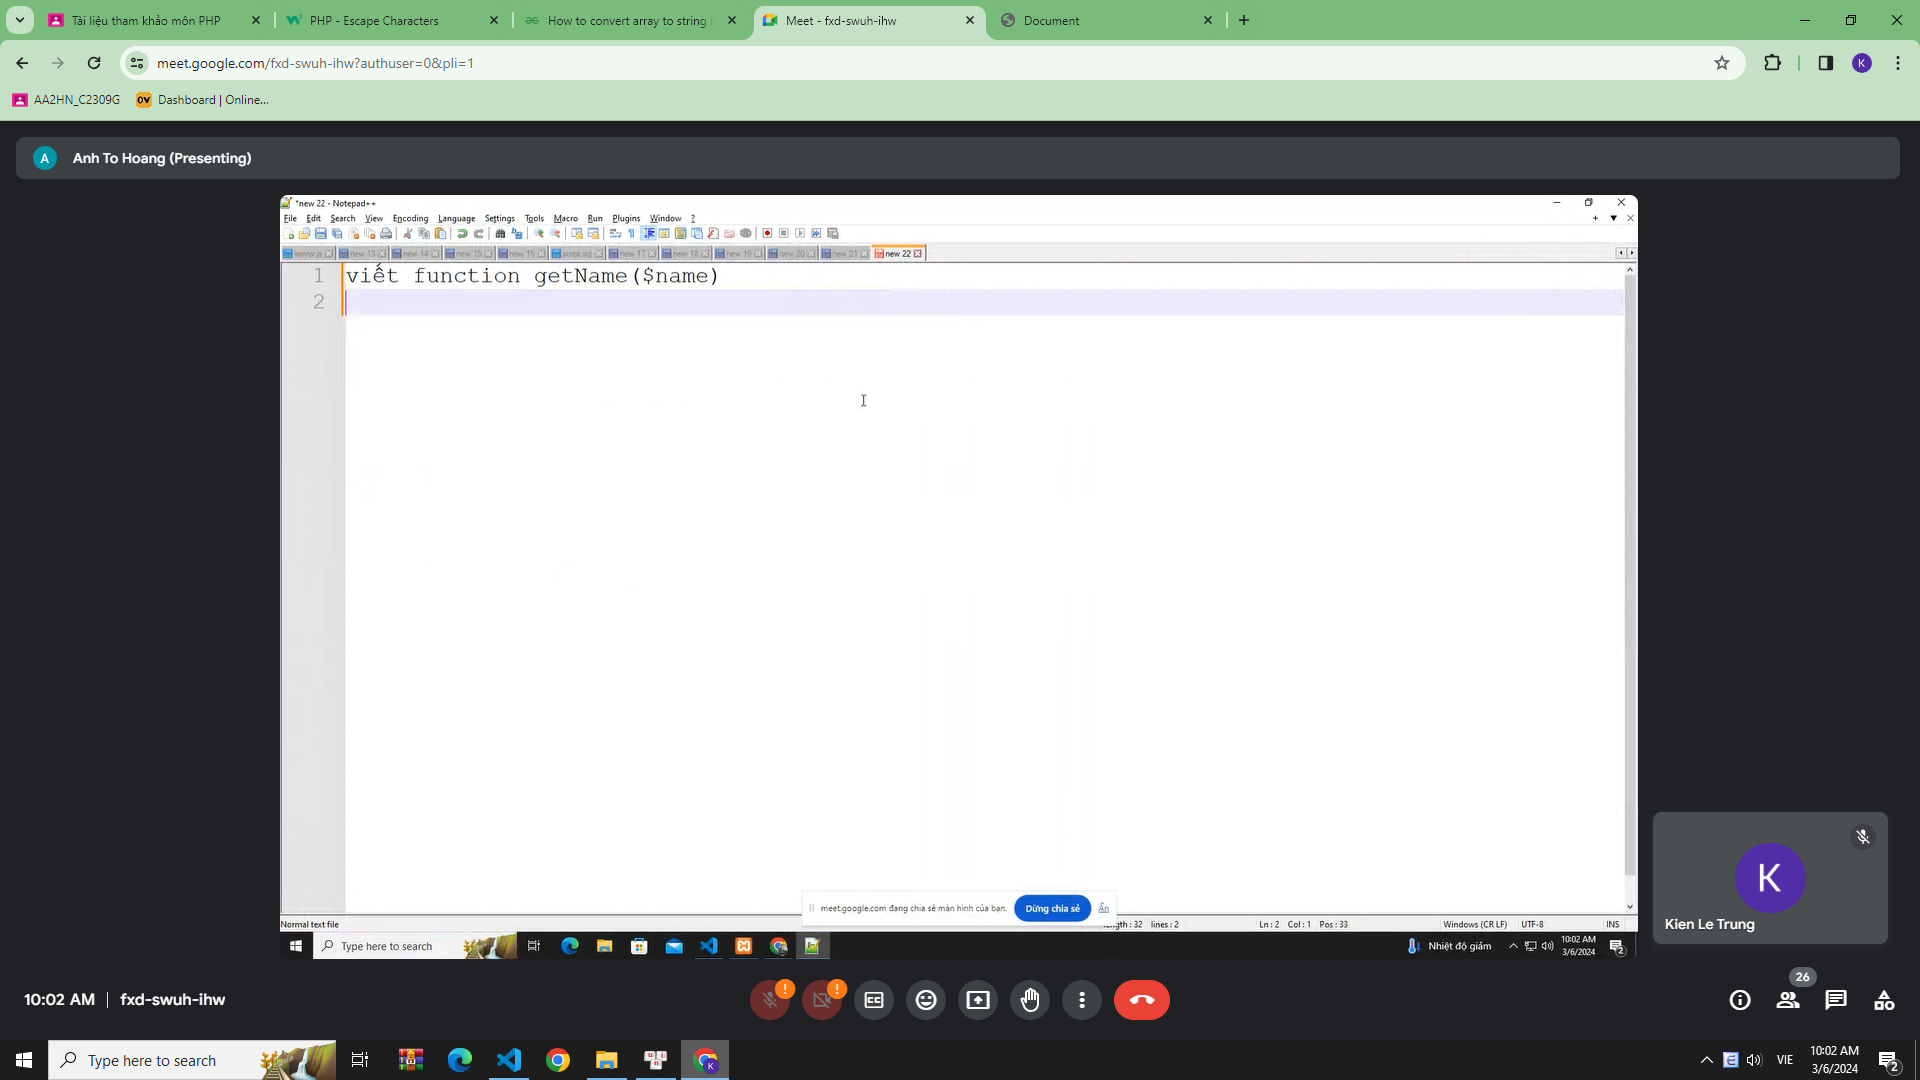 Tài liệu tham khảo môn PHP
PHP - Escape Characters
How to convert array to string i
Meet - fxd-swuh-ihw
Document
meet.google.com/fxd-swuh-ihw?authuser=0&pli=1
K
AA2HN_C2309G
Dashboard | Online...
A
Anh To Hoang (Presenting)
*new 22 - Notepad++
File Edit Search View Encoding Language Settings Tools Macro Run Plugins Window ?
server.js new 13 new 14 new 15 new 16 script.sql new 17 new 18 new 19 new 20 new 21 new 22
1 viết function getName($name)
2
meet.google.com đang chia sẻ màn hình của bạn.
Dừng chia sẻ
Ẩn
Normal text file
length : 32 lines : 2
Ln : 2 Col : 1 Pos : 33
Windows (CR LF)
UTF-8
INS
Type here to search
Nhiệt độ giảm
10:02 AM
3/6/2024
2
K
Kien Le Trung
10:02 AM
fxd-swuh-ihw
26
Type here to search
VIE
10:02 AM
3/6/2024
2